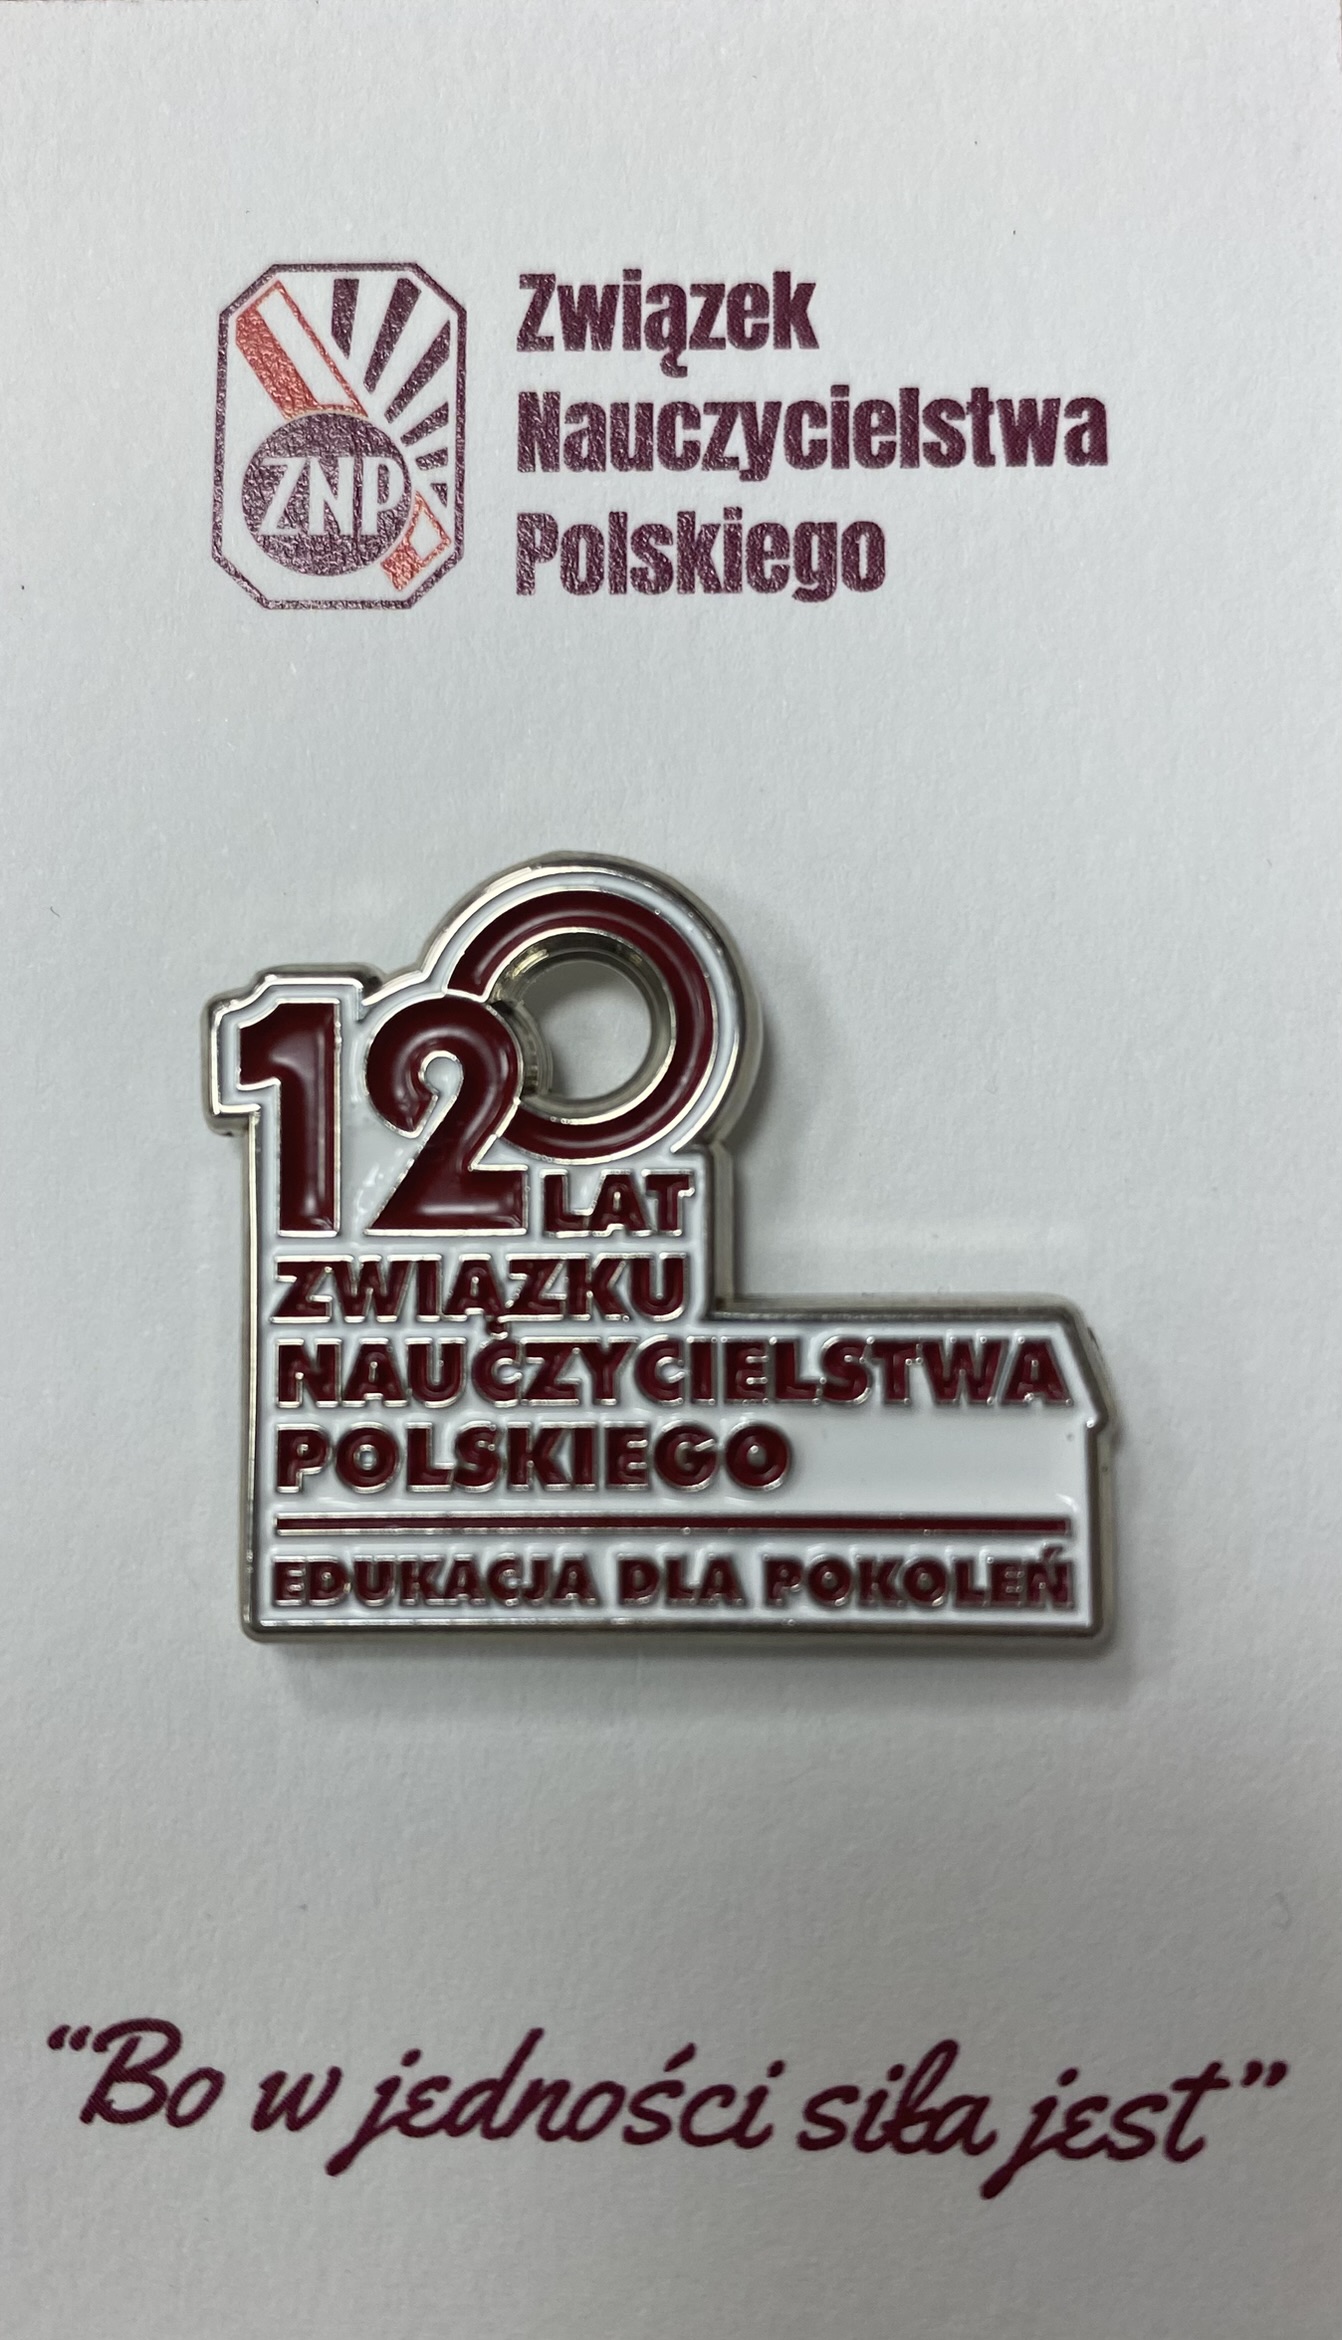 ZNP
Związek
Nauczycielstwa
Polskiego
120 LAT
ZWIĄZKU
NAUCZYCIELSTWA
POLSKIEGO
EDUKACJA DLA POKOLEŃ
“Bo w jedności siła jest”